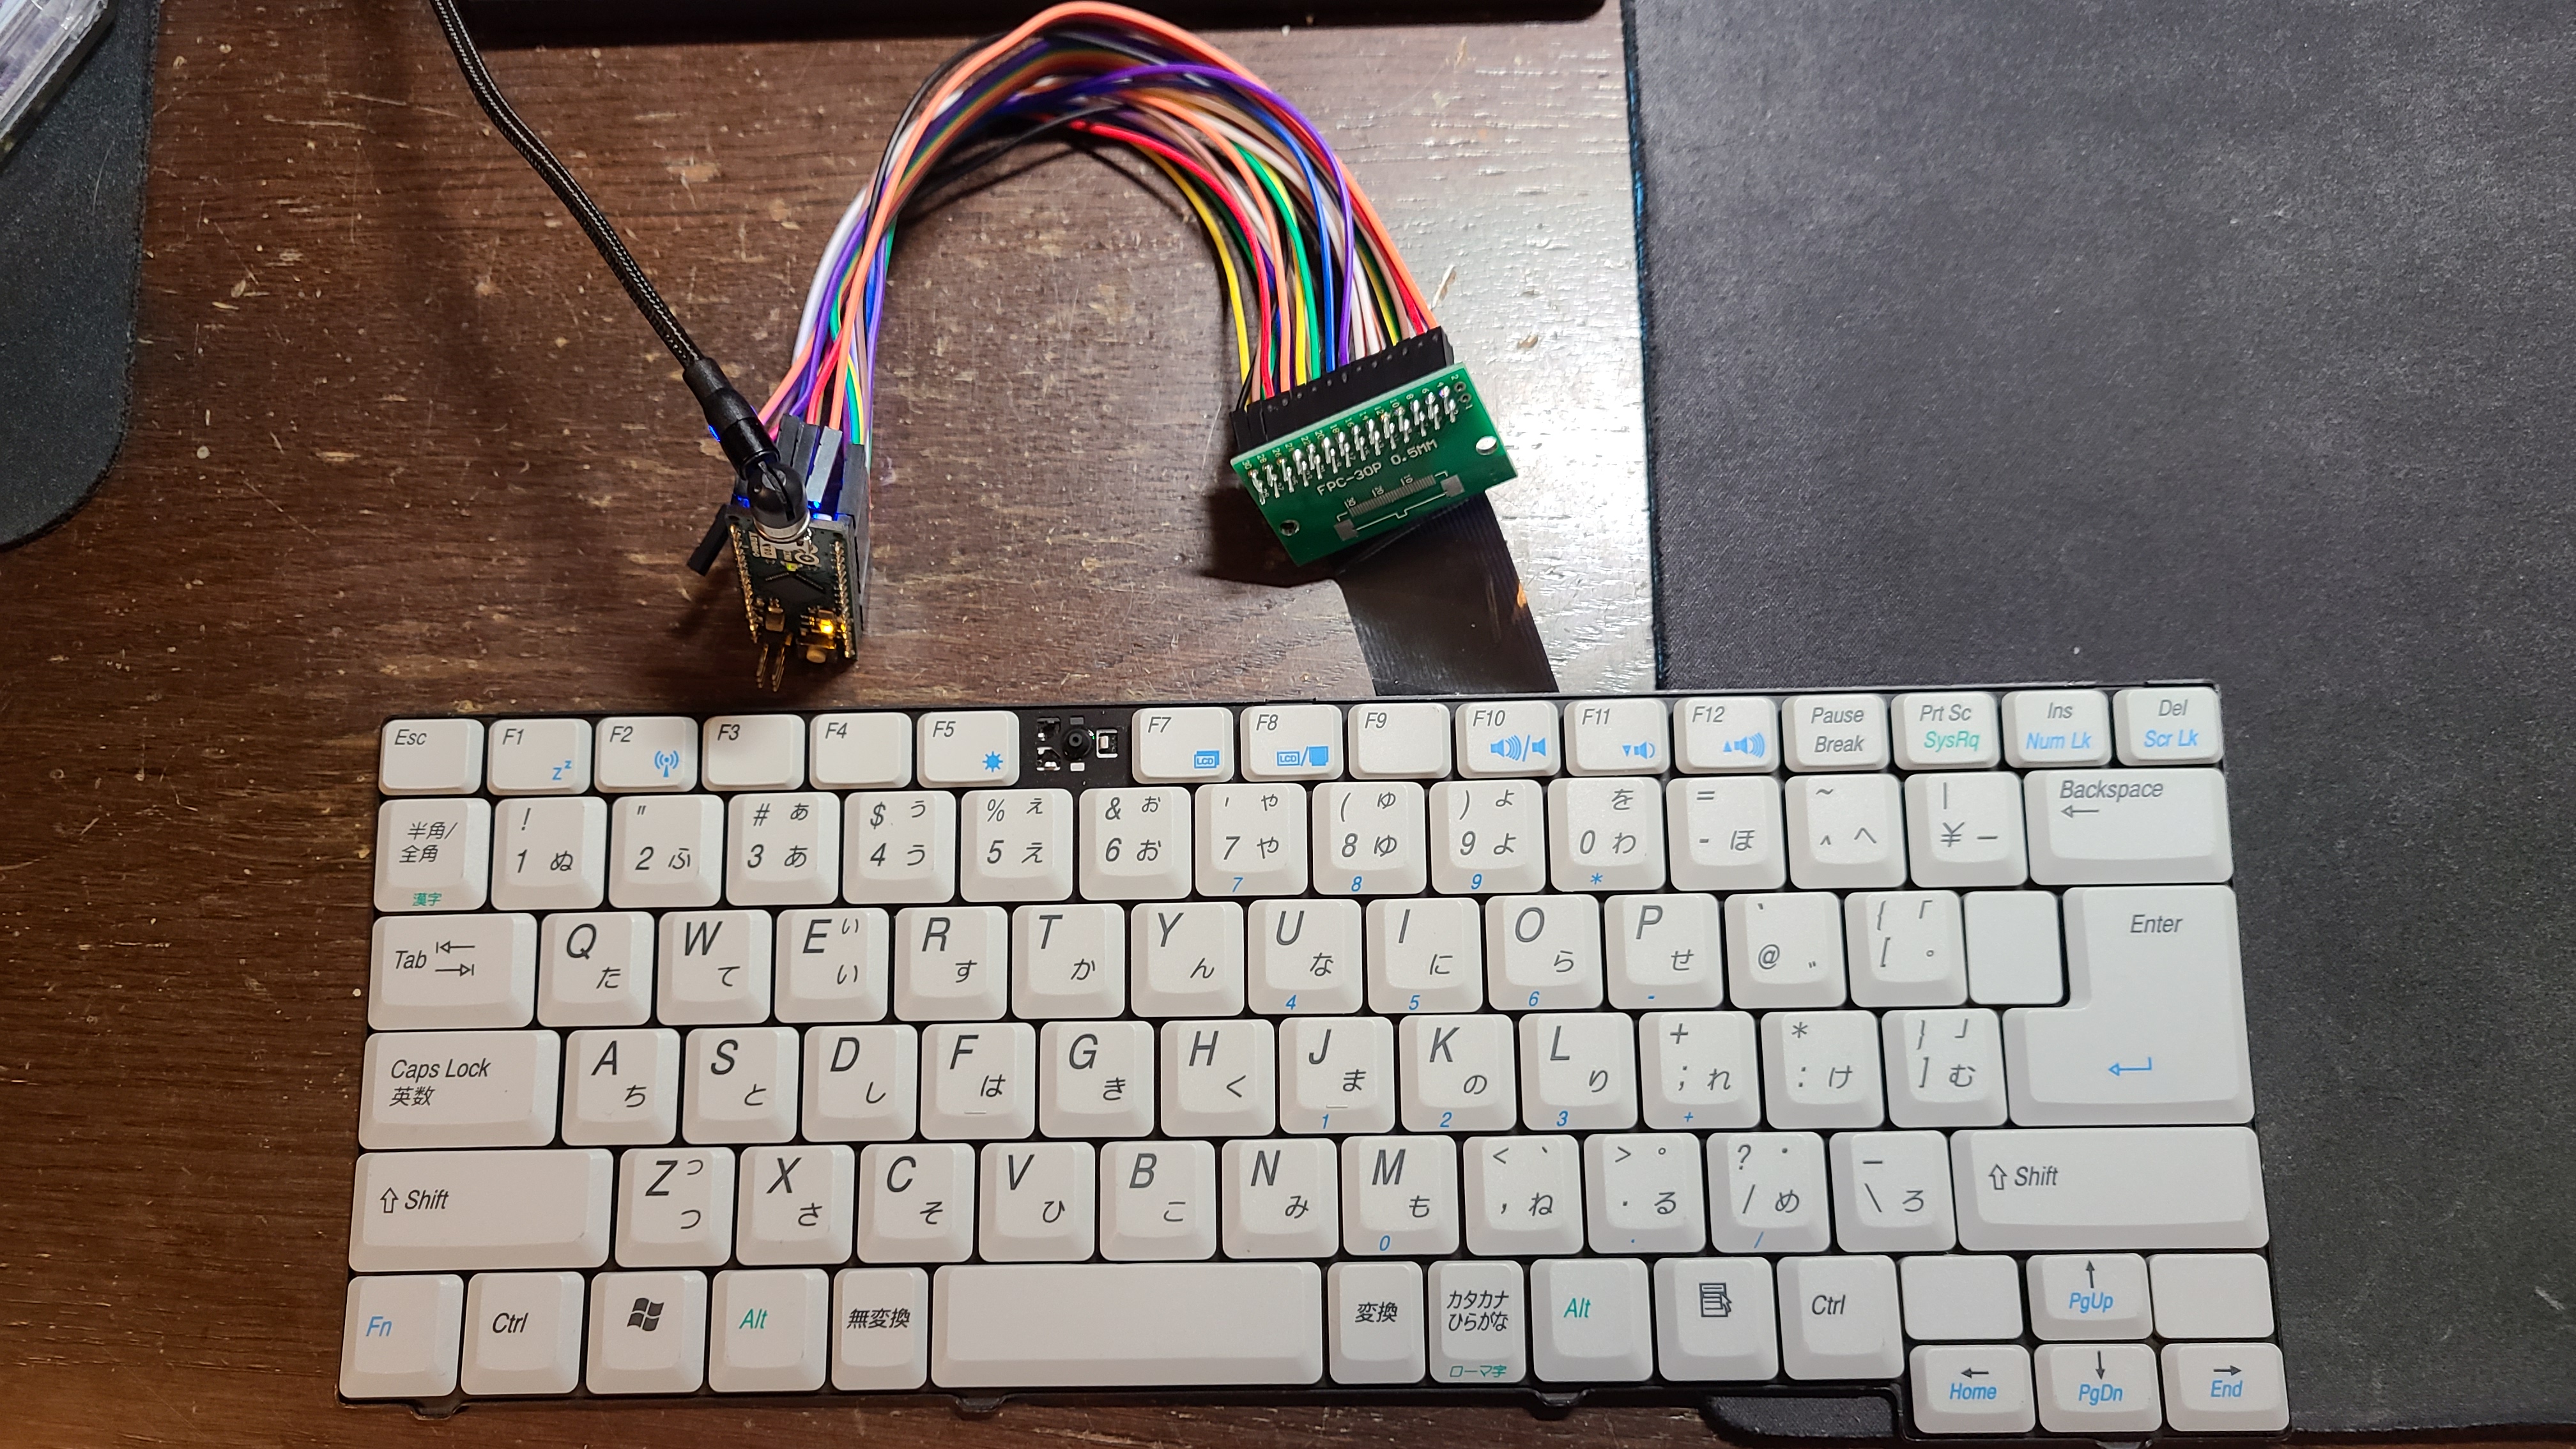 FPC-30P 0.5MM
Esc F1 Zz F2 F3 F4 F5 F7 LCD F8 LCD/ F9 F10 F11 F12 Pause Break Prt Sc SysRq Ins Num Lk Del Scr Lk
半角/全角 漢字 ! 1 ぬ " 2 ふ # ぁ 3 あ $ ぅ 4 う % ぇ 5 え & ぉ 6 お ' ゃ 7 や 7 ( ゅ 8 ゆ 8 ) ょ 9 よ 9 を 0 わ * = - ほ ~ ^ へ | ¥ ー Backspace ←
Tab Q た W て E ぃ い R す T か Y ん U な 4 I に 5 O ら 6 P せ - ` @ ゛ { 「 [ ゜ Enter
Caps Lock 英数 A ち S と D し F は G き H く J ま 1 K の 2 L り 3 + ; れ + * : け } 」 ] む
⇧ Shift Z っ つ X さ C そ V ひ B こ N み M も 0 < 、 , ね > 。 . る . ? ・ / め / _ \ ろ ⇧ Shift
Fn Ctrl Alt 無変換 変換 カタカナ ひらがな ローマ字 Alt Ctrl ↑ PgUp
← Home ↓ PgDn → End